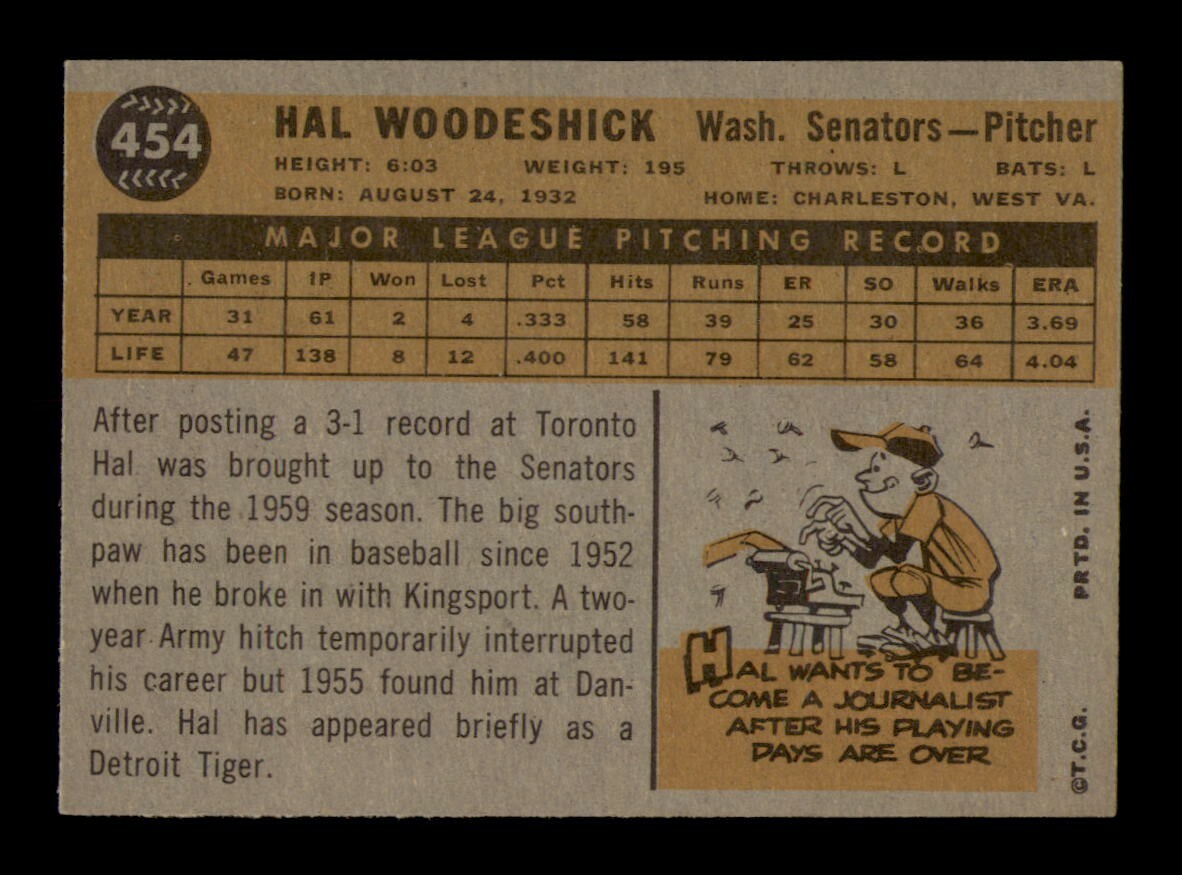 454
HAL WOODESHICK Wash. Senators—Pitcher
HEIGHT: 6:03 WEIGHT: 195 THROWS: L BATS: L
BORN: AUGUST 24, 1932 HOME: CHARLESTON, WEST VA.
MAJOR LEAGUE PITCHING RECORD
Games IP Won Lost Pct Hits Runs ER SO Walks ERA
YEAR 31 61 2 4 .333 58 39 25 30 36 3.69
LIFE 47 138 8 12 .400 141 79 62 58 64 4.04
After posting a 3-1 record at Toronto
Hal was brought up to the Senators
during the 1959 season. The big south-
paw has been in baseball since 1952
when he broke in with Kingsport. A two-
year Army hitch temporarily interrupted
his career but 1955 found him at Dan-
ville. Hal has appeared briefly as a
Detroit Tiger.
HAL WANTS TO BE-
COME A JOURNALIST
AFTER HIS PLAYING
DAYS ARE OVER
©T.C.G. PRTD. IN U.S.A.